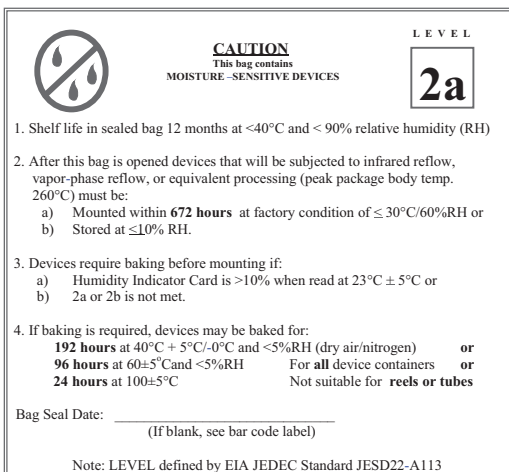 LEVEL
CAUTION
This bag contains
MOISTURE –SENSITIVE DEVICES
2a
1. Shelf life in sealed bag 12 months at <40°C and < 90% relative humidity (RH)
2. After this bag is opened devices that will be subjected to infrared reflow,
vapor-phase reflow, or equivalent processing (peak package body temp.
260°C) must be:
a) Mounted within 672 hours at factory condition of ≤ 30°C/60%RH or
b) Stored at ≤10% RH.
3. Devices require baking before mounting if:
a) Humidity Indicator Card is >10% when read at 23°C ± 5°C or
b) 2a or 2b is not met.
4. If baking is required, devices may be baked for:
192 hours at 40°C + 5°C/-0°C and <5%RH (dry air/nitrogen) or
96 hours at 60±5°Cand <5%RH For all device containers or
24 hours at 100±5°C Not suitable for reels or tubes
Bag Seal Date: ______________________________
(If blank, see bar code label)
Note: LEVEL defined by EIA JEDEC Standard JESD22-A113